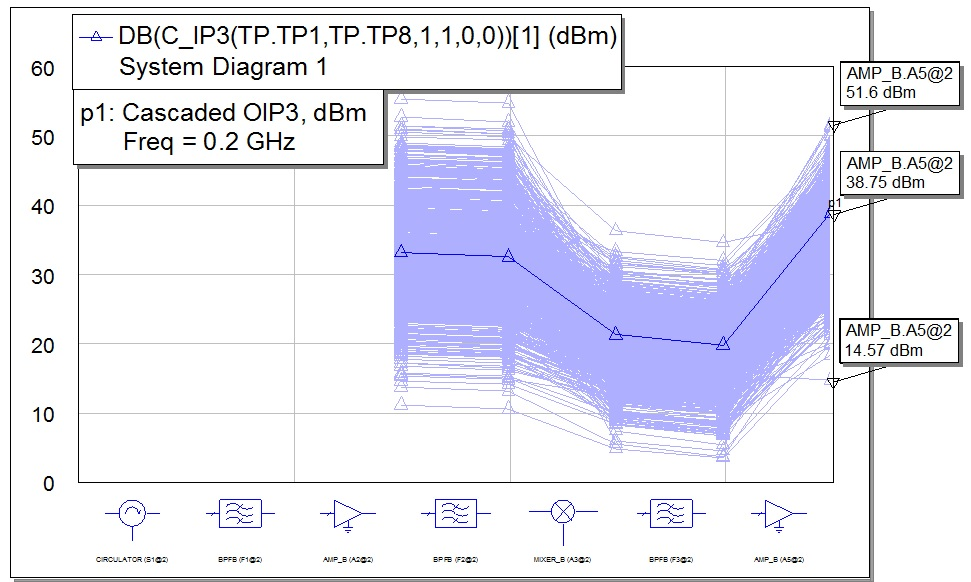 DB(C_IP3(TP.TP1,TP.TP8,1,1,0,0))[1] (dBm)
System Diagram 1
p1: Cascaded OIP3, dBm
Freq = 0.2 GHz
60
50
40
30
20
10
0
AMP_B.A5@2
51.6 dBm
AMP_B.A5@2
38.75 dBm
p1
AMP_B.A5@2
14.57 dBm
CIRCULATOR (S1@2)
BPFB (F1@2)
AMP_B (A2@2)
BPFB (F2@2)
MIXER_B (A3@2)
BPFB (F3@2)
AMP_B (A5@2)